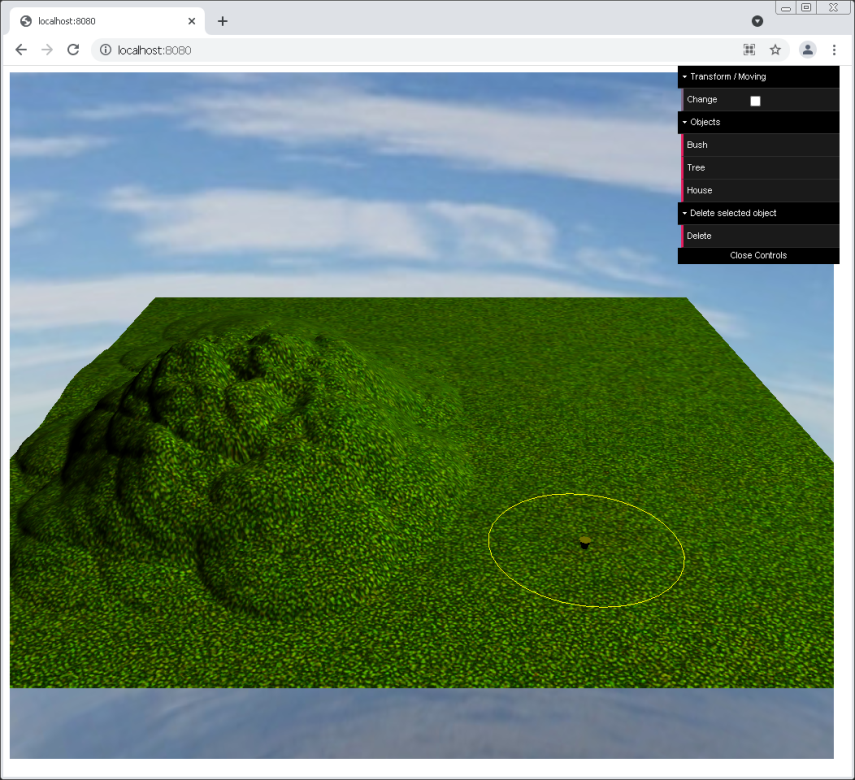 localhost:8080
localhost:8080
Transform / Moving
Change
Objects
Bush
Tree
House
Delete selected object
Delete
Close Controls